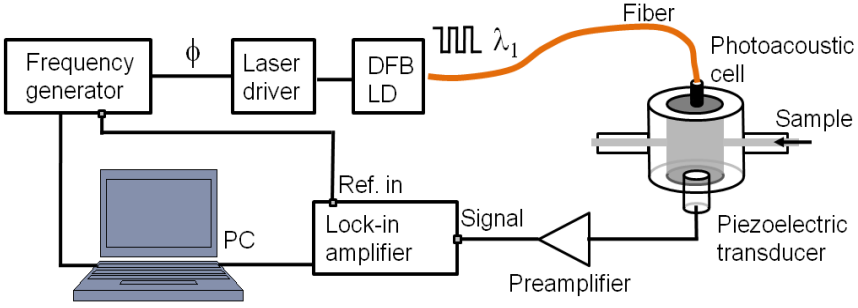 Fiber
λ1
ϕ
Frequency
generator
Laser
driver
DFB
LD
Photoacoustic
cell
Sample
Ref. in
PC
Lock-in
amplifier
Signal
Preamplifier
Piezoelectric
transducer